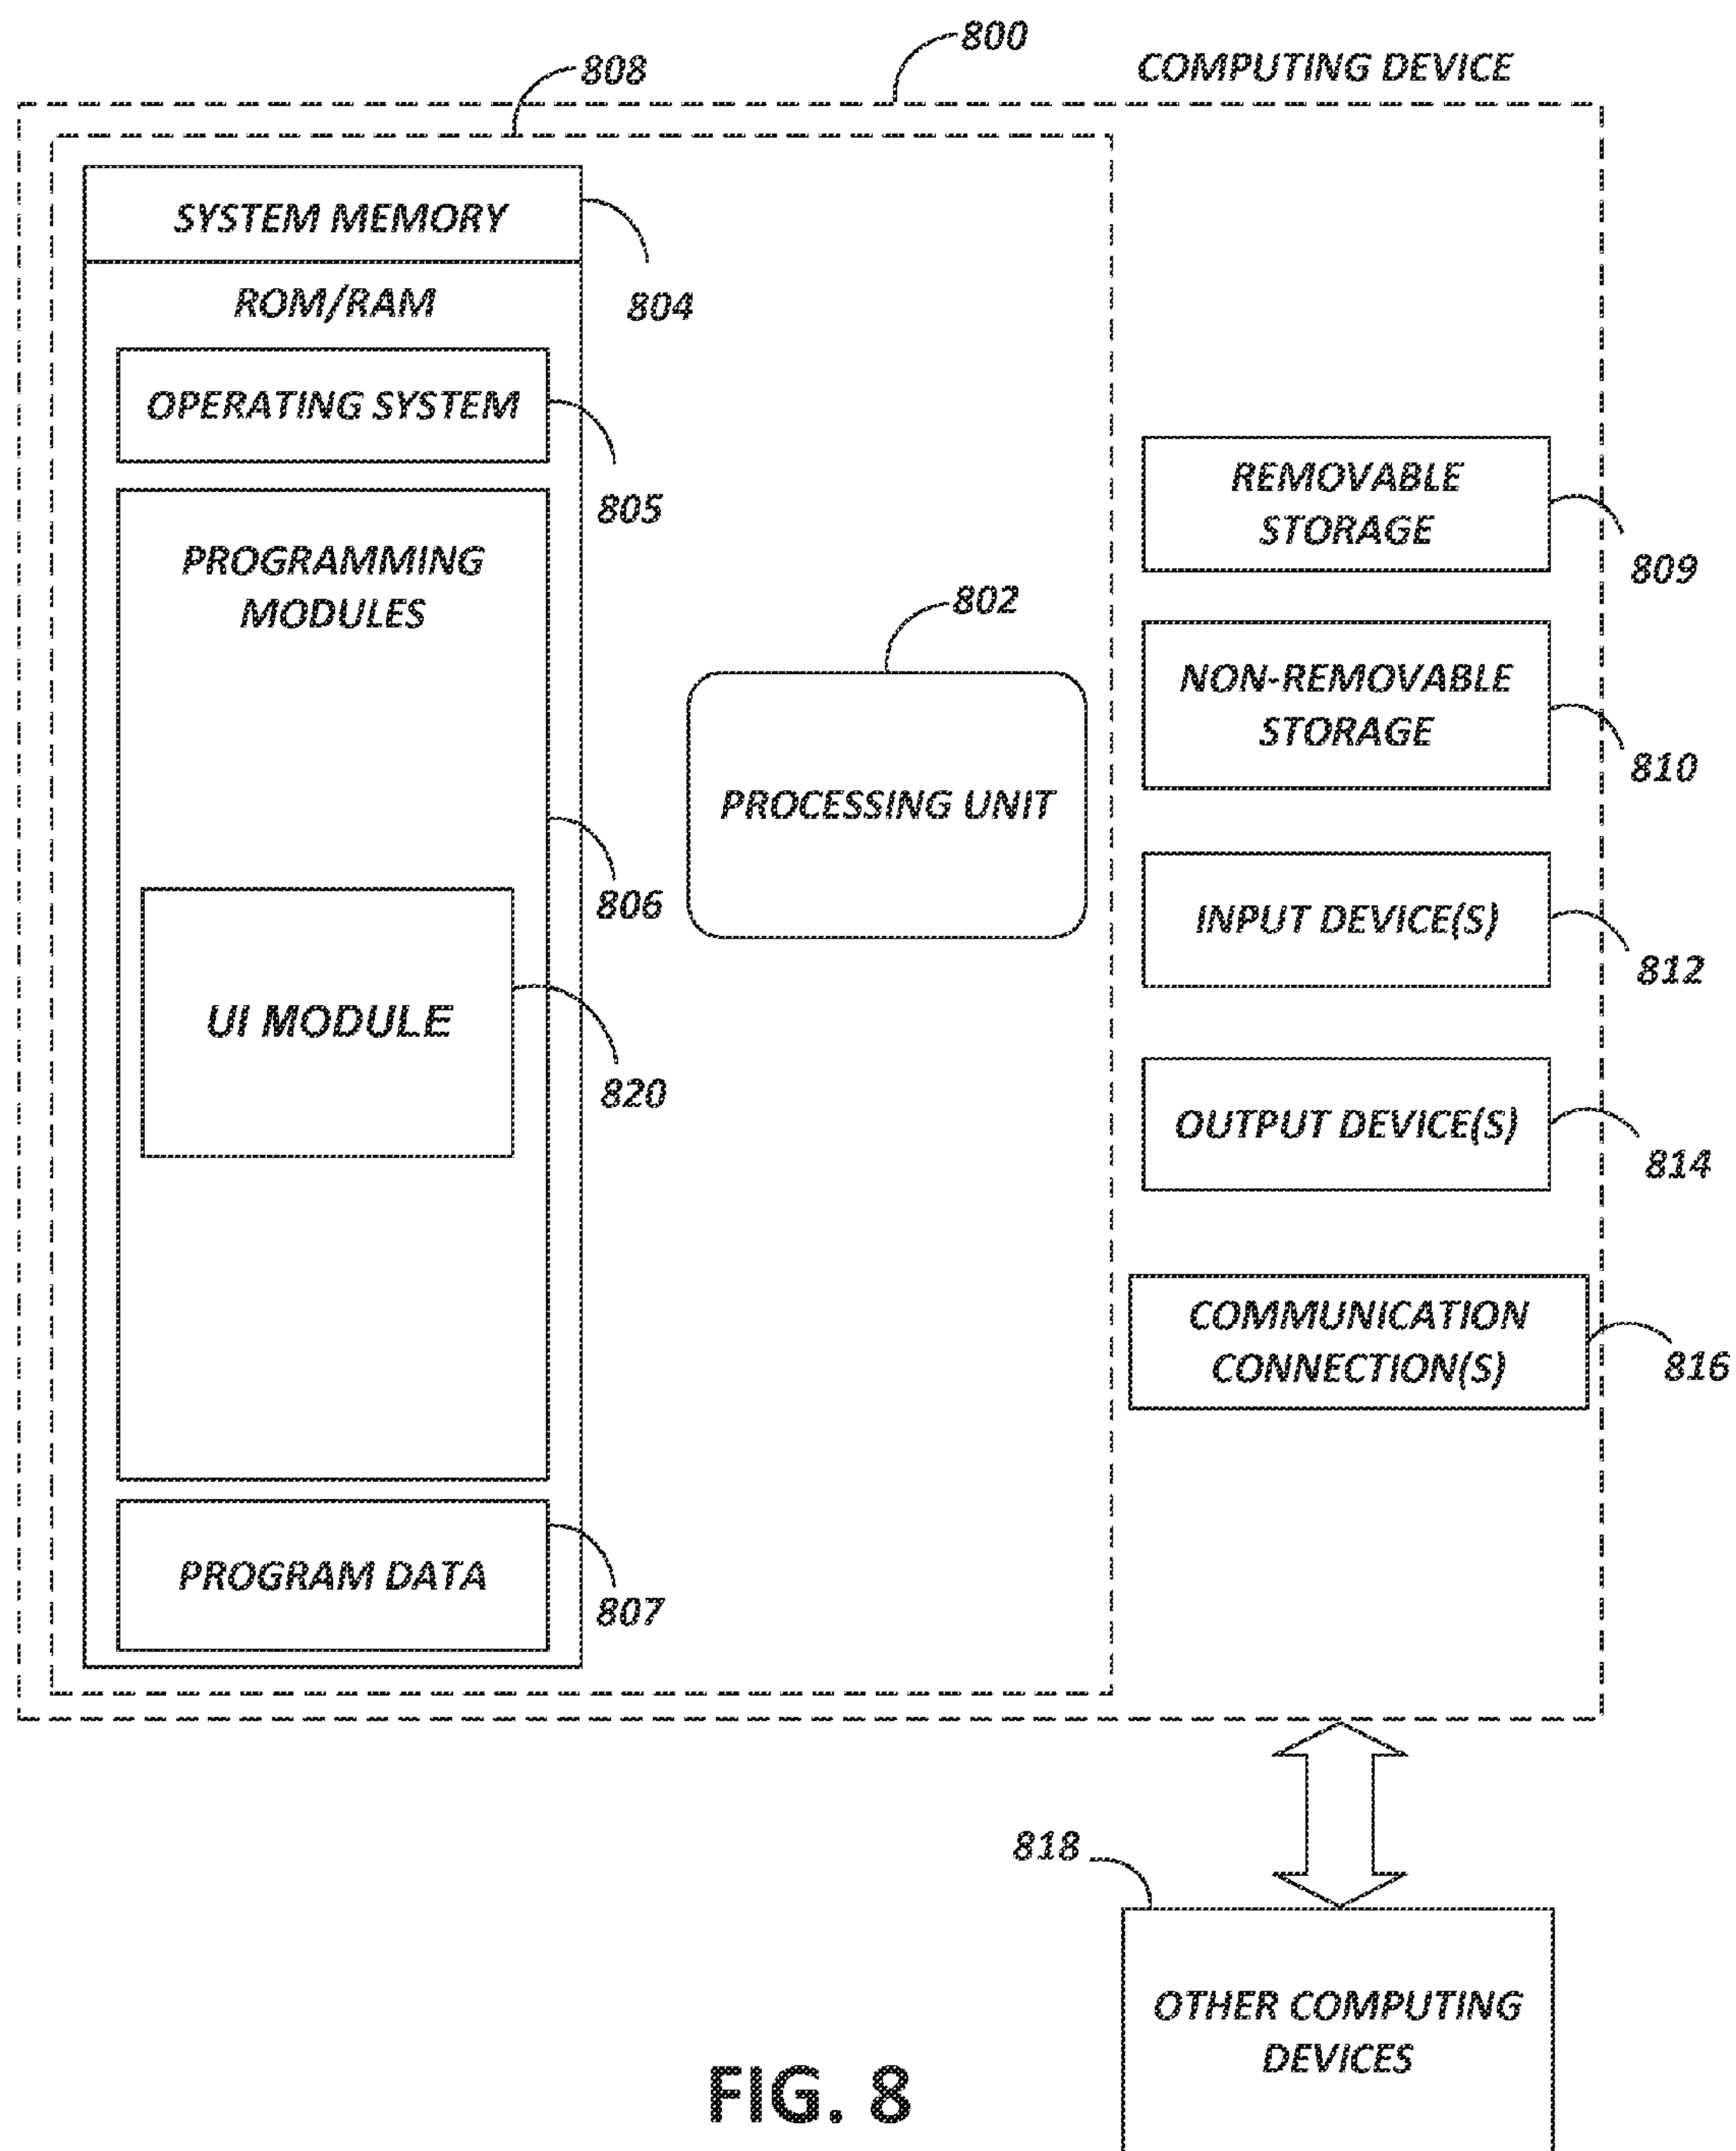 800
COMPUTING DEVICE
808
SYSTEM MEMORY
804
ROM/RAM
OPERATING SYSTEM
805
PROGRAMMING
MODULES
806
UI MODULE
820
PROGRAM DATA
807
802
PROCESSING UNIT
REMOVABLE
STORAGE
809
NON-REMOVABLE
STORAGE
810
INPUT DEVICE(S)
812
OUTPUT DEVICE(S)
814
COMMUNICATION
CONNECTION(S)
816
818
OTHER COMPUTING
DEVICES
FIG. 8